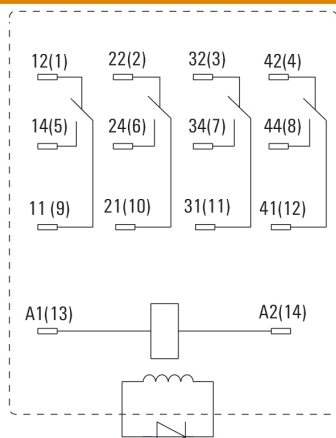 12(1) 22(2) 32(3) 42(4)
14(5) 24(6) 34(7) 44(8)
11 (9) 21(10) 31(11) 41(12)
A1(13) A2(14)